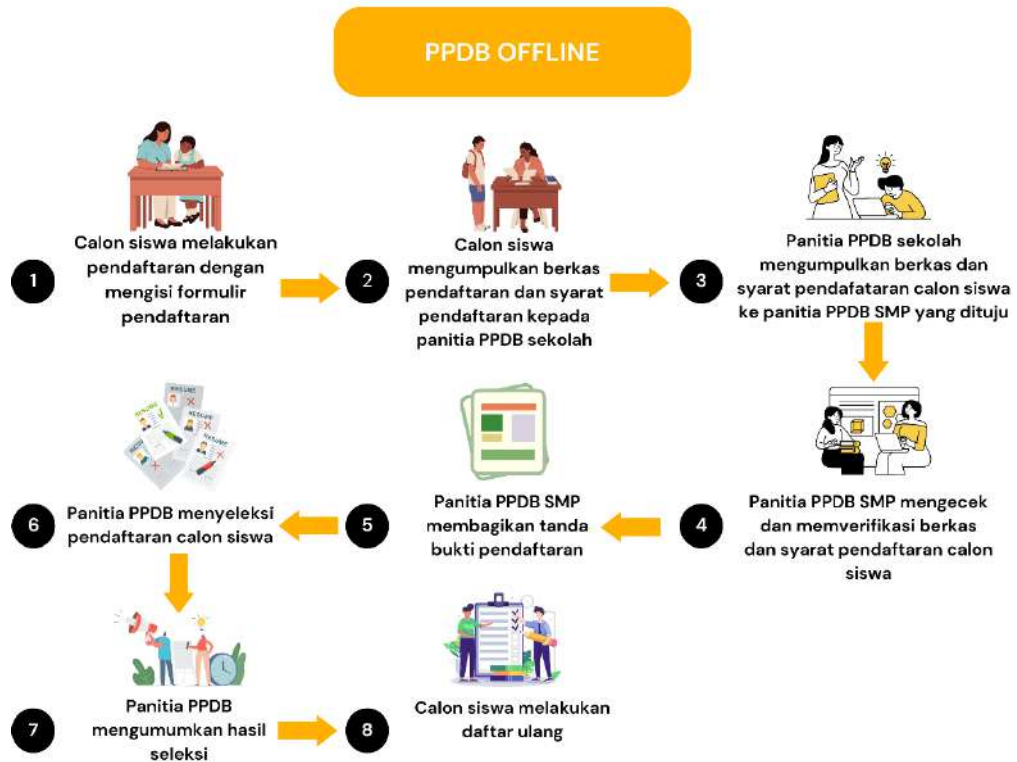 PPDB OFFLINE
1
Calon siswa melakukan
pendaftaran dengan
mengisi formulir
pendaftaran
2
Calon siswa
mengumpulkan berkas
pendaftaran dan syarat
pendaftaran kepada
panitia PPDB sekolah
3
Panitia PPDB sekolah
mengumpulkan berkas dan
syarat pendafataran calon siswa
ke panitia PPDB SMP yang dituju
4
Panitia PPDB SMP mengecek
dan memverifikasi berkas
dan syarat pendaftaran calon
siswa
5
Panitia PPDB SMP
membagikan tanda
bukti pendaftaran
RESUME
RESUME
RESUME
RESUME
6
Panitia PPDB menyeleksi
pendaftaran calon siswa
7
Panitia PPDB
mengumumkan hasil
seleksi
8
Calon siswa melakukan
daftar ulang